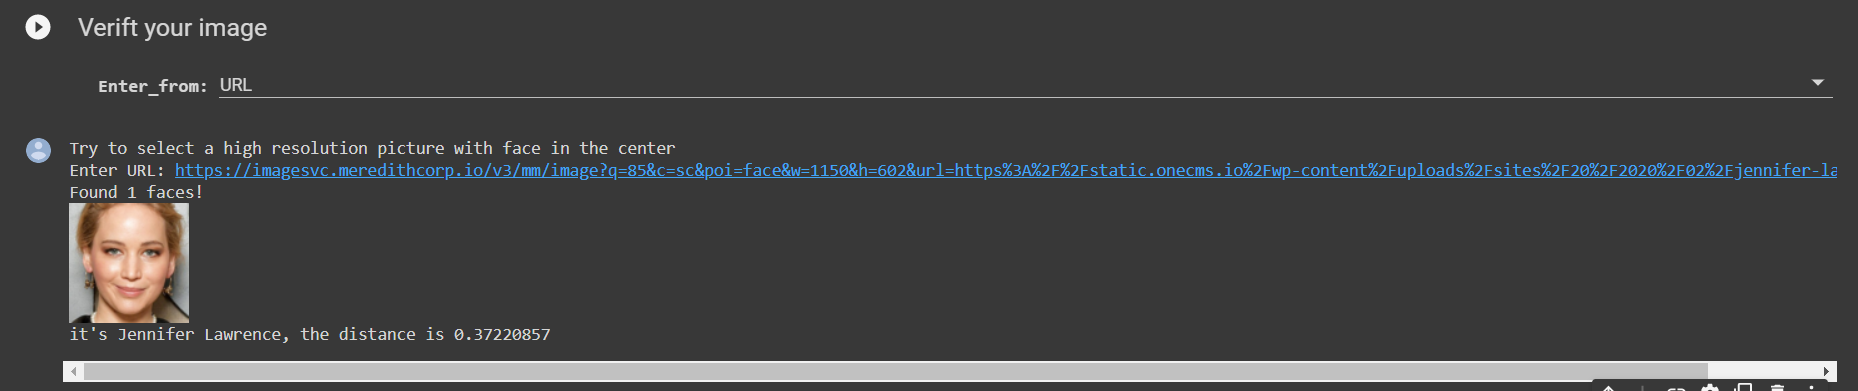 Verift your image
Enter_from: URL
Try to select a high resolution picture with face in the center
Enter URL: https://imagesvc.meredithcorp.io/v3/mm/image?q=85&c=sc&poi=face&w=1150&h=602&url=https%3A%2F%2Fstatic.onecms.io%2Fwp-content%2Fuploads%2Fsites%2F20%2F2020%2F02%2Fjennifer-la
Found 1 faces!
it's Jennifer Lawrence, the distance is 0.37220857